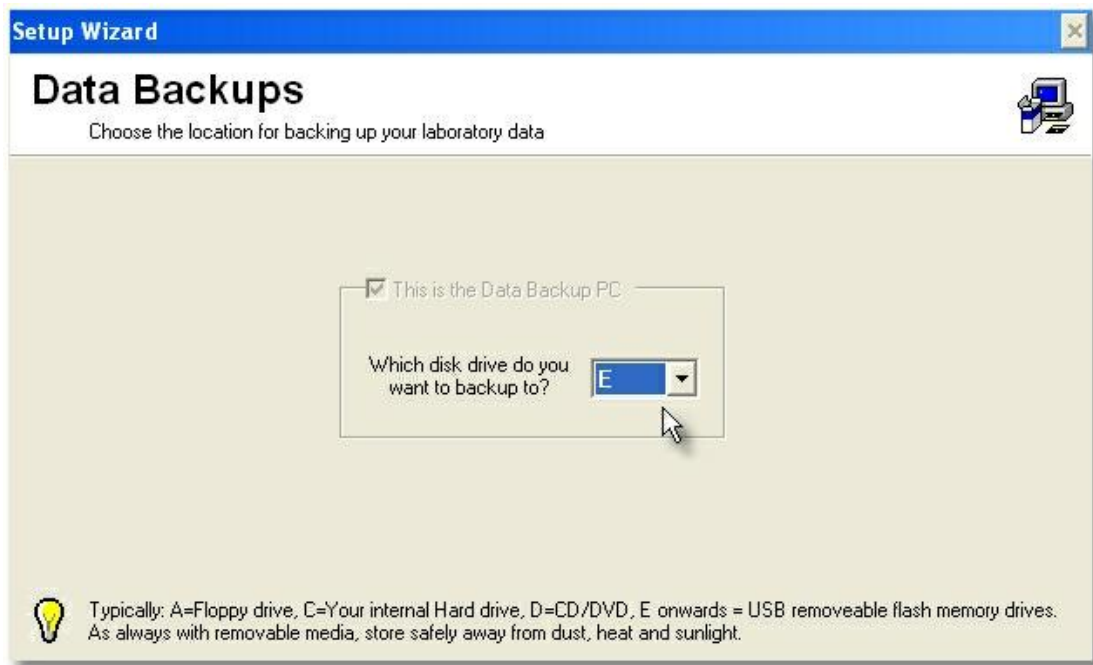 Setup Wizard
Data Backups
Choose the location for backing up your laboratory data
This is the Data Backup PC
Which disk drive do you
want to backup to?
E
Typically: A=Floppy drive, C=Your internal Hard drive, D=CD/DVD, E onwards = USB removeable flash memory drives.
As always with removable media, store safely away from dust, heat and sunlight.